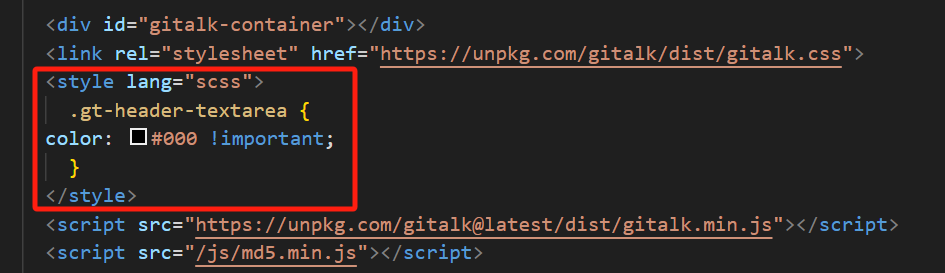 <div id="gitalk-container"></div>
<link rel="stylesheet" href="https://unpkg.com/gitalk/dist/gitalk.css">
<style lang="scss">
.gt-header-textarea {
color: #000 !important;
}
</style>
<script src="https://unpkg.com/gitalk@latest/dist/gitalk.min.js"></script>
<script src="/js/md5.min.js"></script>